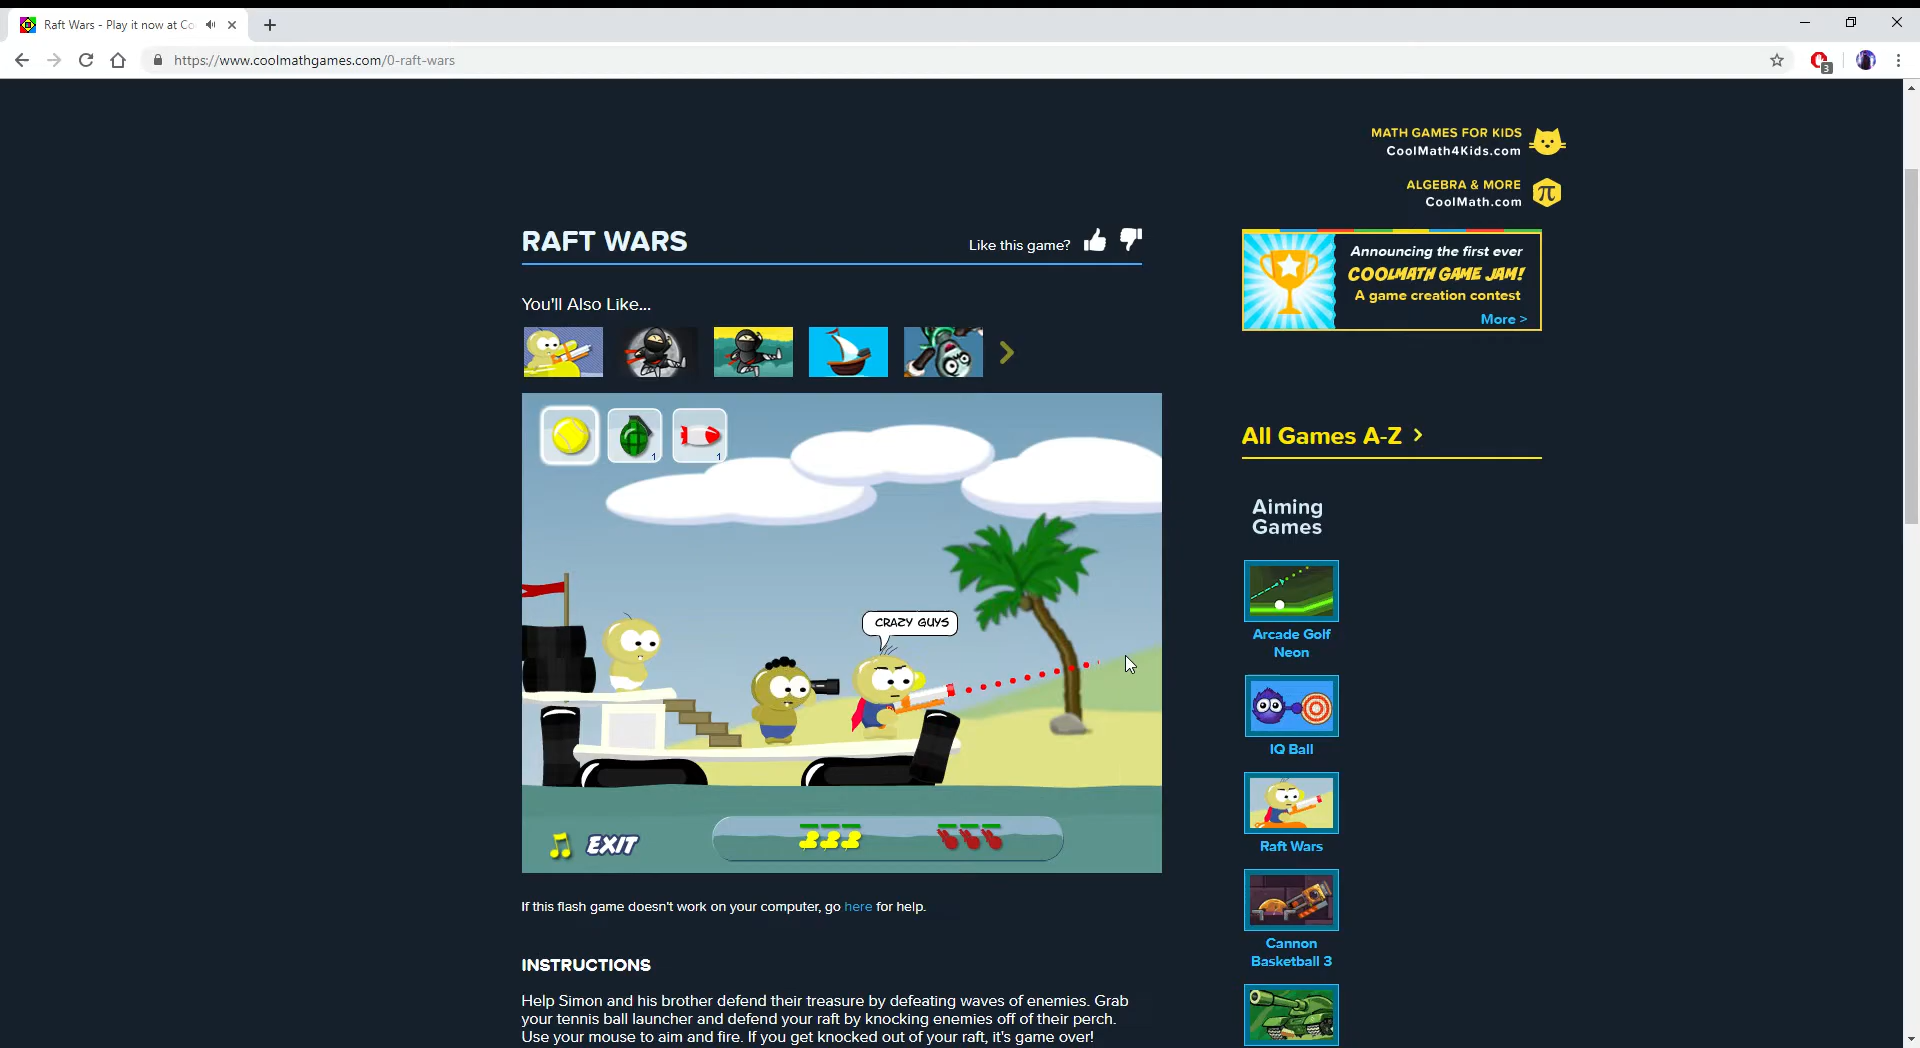 Raft Wars - Play it now at Co
https://www.coolmathgames.com/0-raft-wars
3
MATH GAMES FOR KIDS
CoolMath4Kids.com
ALGEBRA & MORE
CoolMath.com
π
RAFT WARS
Like this game?
Announcing the first ever
COOLMATH GAME JAM!
A game creation contest
More >
You'll Also Like...
1
1
All Games A-Z >
Aiming
Games
CRAZY GUYS
Arcade Golf
Neon
IQ Ball
Raft Wars
EXIT
If this flash game doesn't work on your computer, go here for help.
Cannon
Basketball 3
INSTRUCTIONS
Help Simon and his brother defend their treasure by defeating waves of enemies. Grab
your tennis ball launcher and defend your raft by knocking enemies off of their perch.
Use your mouse to aim and fire. If you get knocked out of your raft, it's game over!